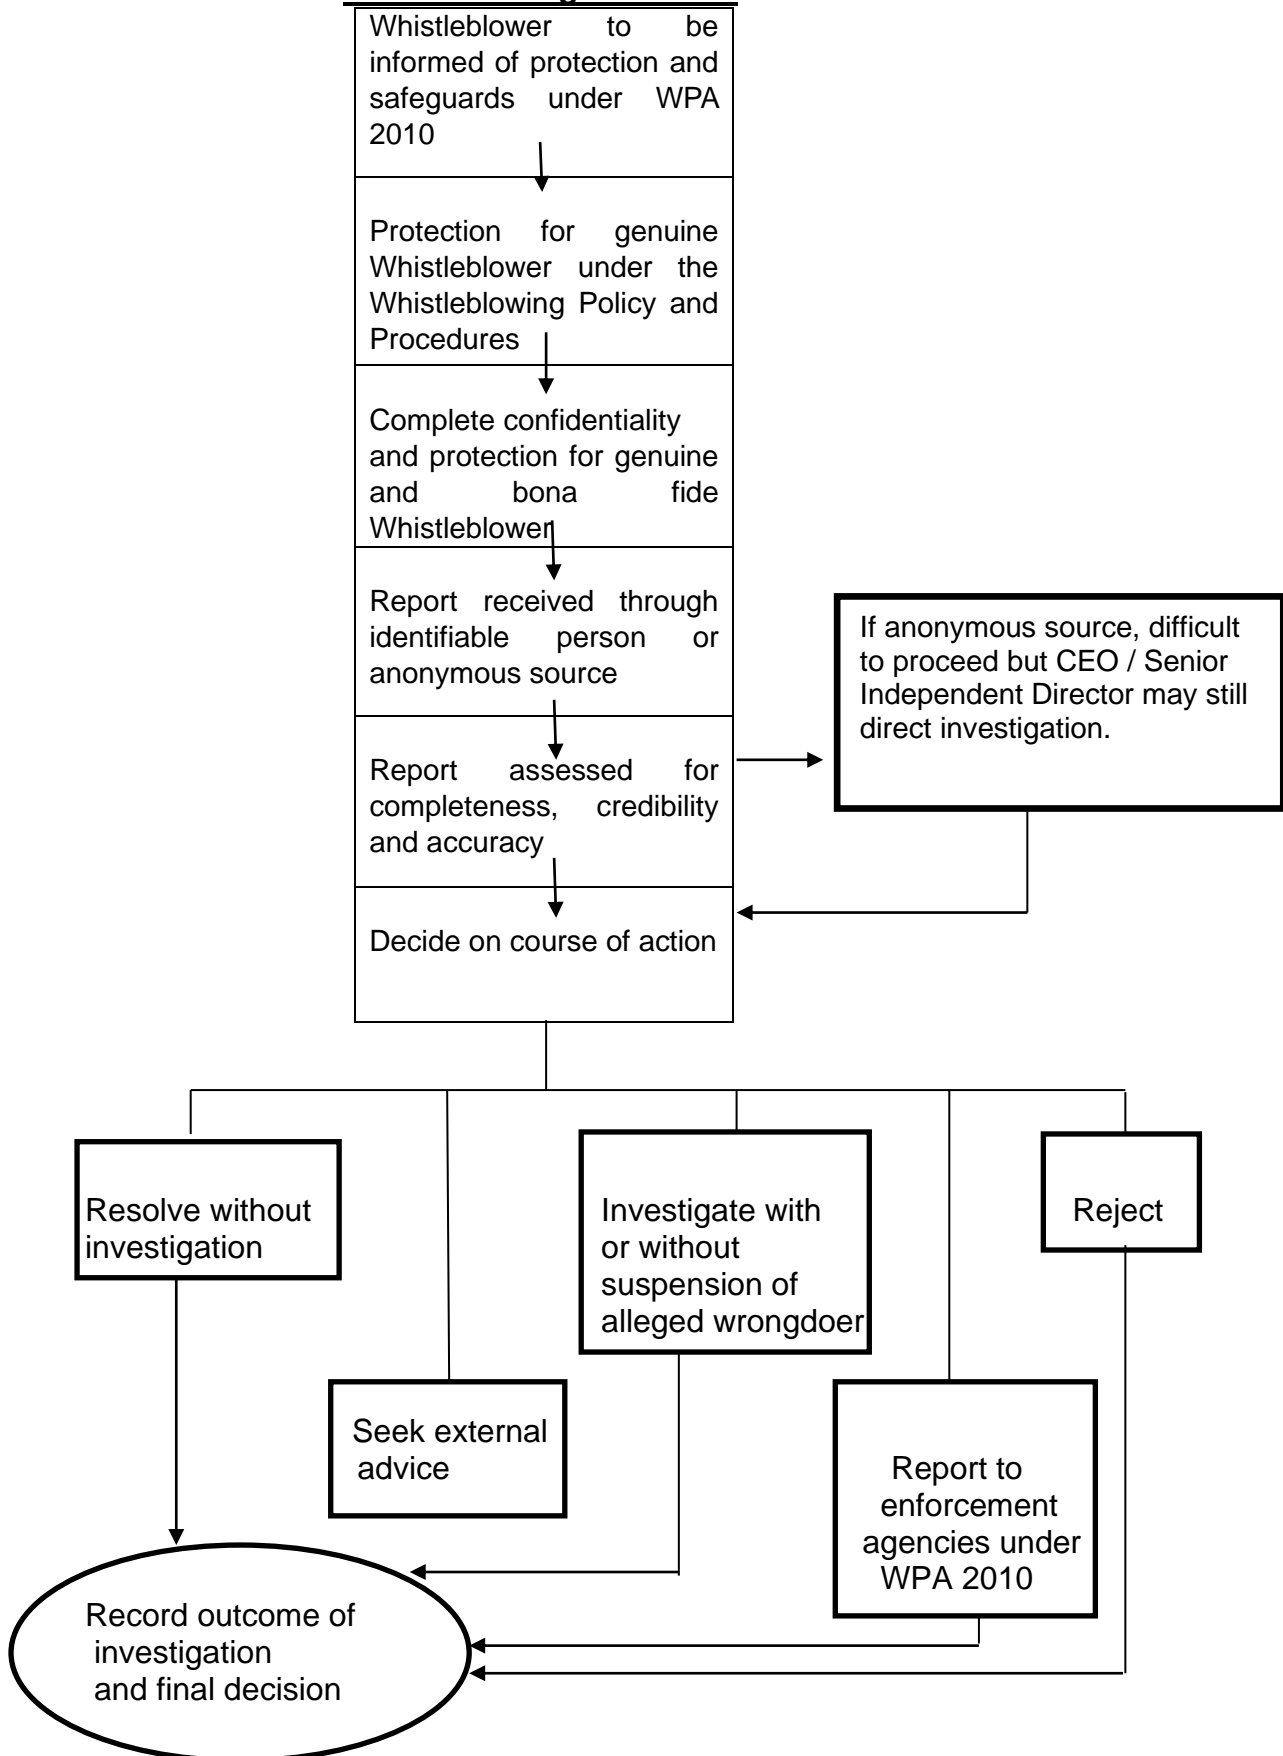 Whistleblower to be
informed of protection and
safeguards under WPA
2010
Protection for genuine
Whistleblower under the
Whistleblowing Policy and
Procedures
Complete confidentiality
and protection for genuine
and bona fide
Whistleblower
Report received through
identifiable person or
anonymous source
If anonymous source, difficult
to proceed but CEO / Senior
Independent Director may still
direct investigation.
Report assessed for
completeness, credibility
and accuracy
Decide on course of action
Resolve without
investigation
Seek external
advice
Investigate with
or without
suspension of
alleged wrongdoer
Report to
enforcement
agencies under
WPA 2010
Reject
Record outcome of
investigation
and final decision